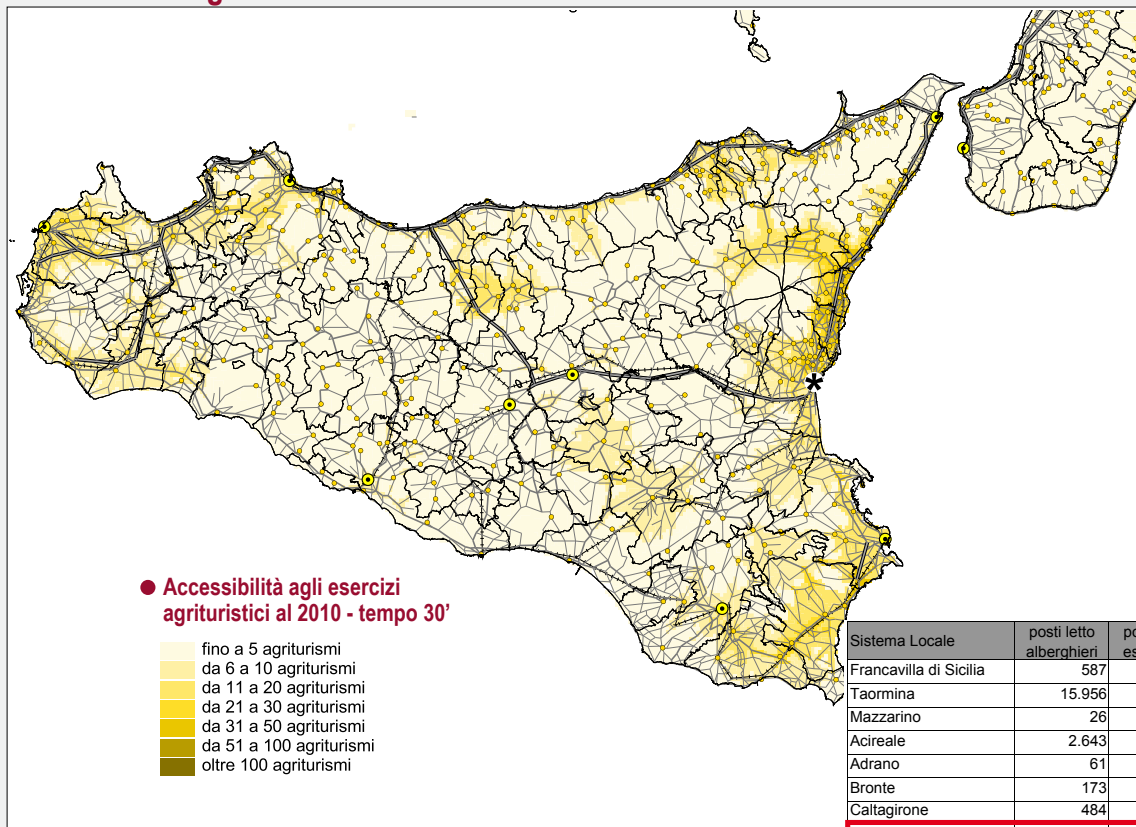 ● Accessibilità agli esercizi
agrituristici al 2010 - tempo 30'
fino a 5 agriturismi
da 6 a 10 agriturismi
da 11 a 20 agriturismi
da 21 a 30 agriturismi
da 31 a 50 agriturismi
da 51 a 100 agriturismi
oltre 100 agriturismi
*
Sistema Locale posti letto alberghieri
Francavilla di Sicilia 587
Taormina 15.956
Mazzarino 26
Acireale 2.643
Adrano 61
Bronte 173
Caltagirone 484